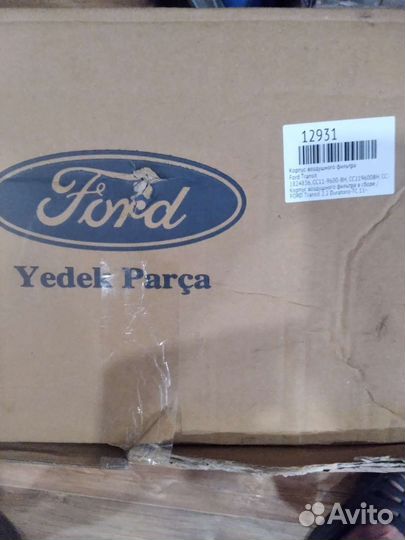 12931
Корпус воздушного фильтра
Ford Transit
1824836, CC11-9600-BH, CC119600BH, CC-
Корпус воздушного фильтра в сборе /
FORD Transit 2.2 Duratorq-TC 11-
Ford
Yedek Parça
Avito